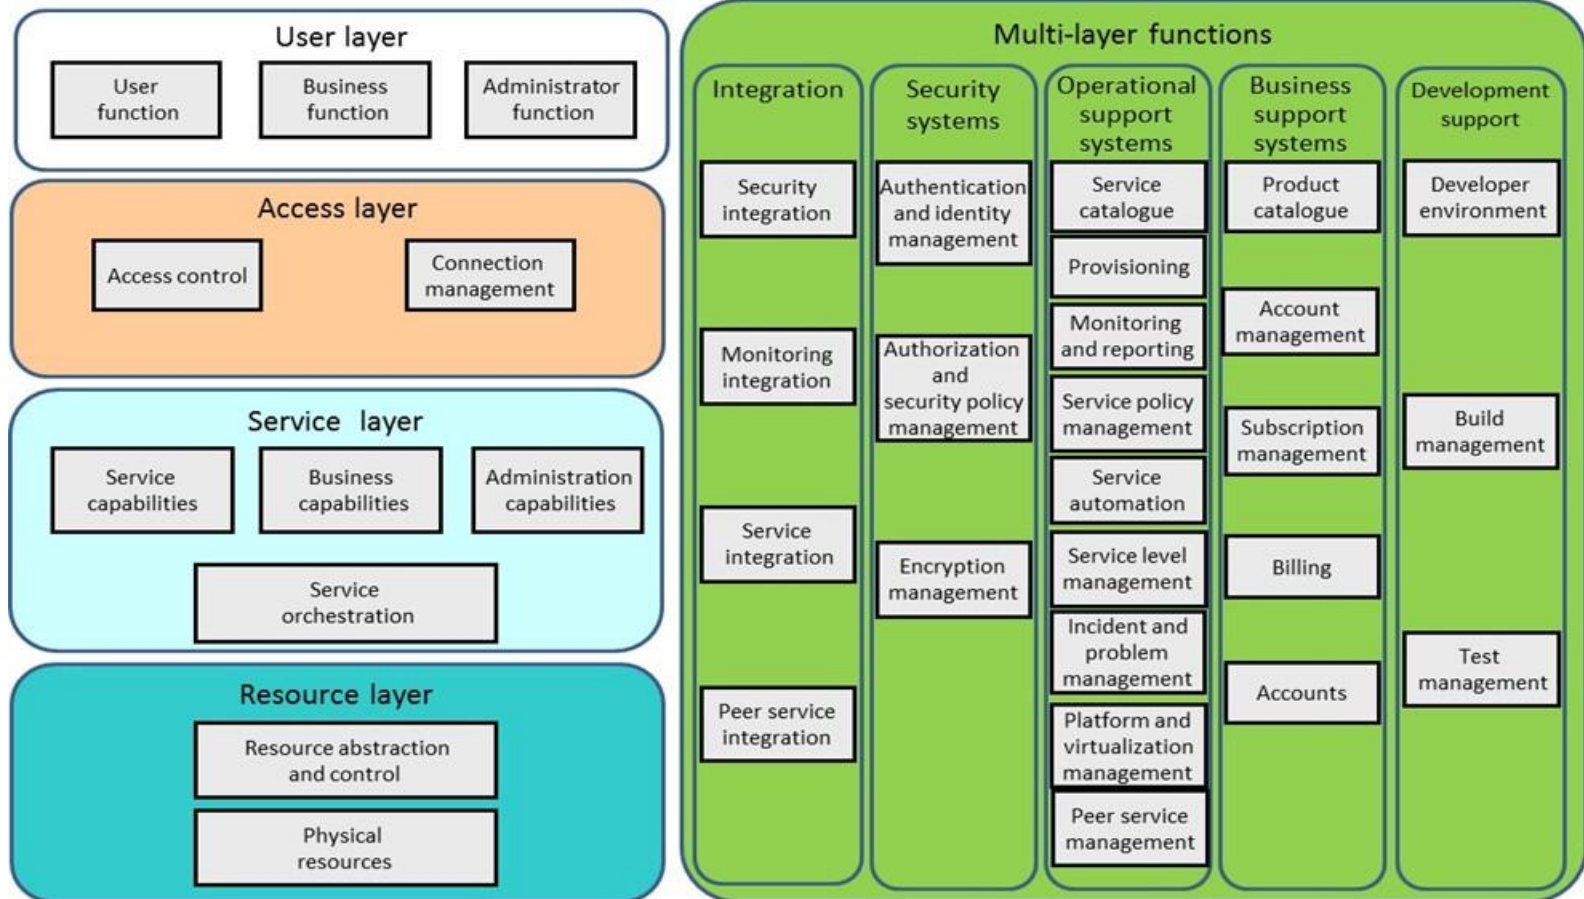 User layer
User
function
Business
function
Administrator
function
Access layer
Access control
Connection
management
Service layer
Service
capabilities
Business
capabilities
Administration
capabilities
Service
orchestration
Resource layer
Resource abstraction
and control
Physical
resources
Multi-layer functions
Integration
Security
integration
Monitoring
integration
Service
integration
Peer service
integration
Security
systems
Authentication
and identity
management
Authorization
and
security policy
management
Encryption
management
Operational
support
systems
Service
catalogue
Provisioning
Monitoring
and reporting
Service policy
management
Service
automation
Service level
management
Incident and
problem
management
Platform and
virtualization
management
Peer service
management
Business
support
systems
Product
catalogue
Account
management
Subscription
management
Billing
Accounts
Development
support
Developer
environment
Build
management
Test
management